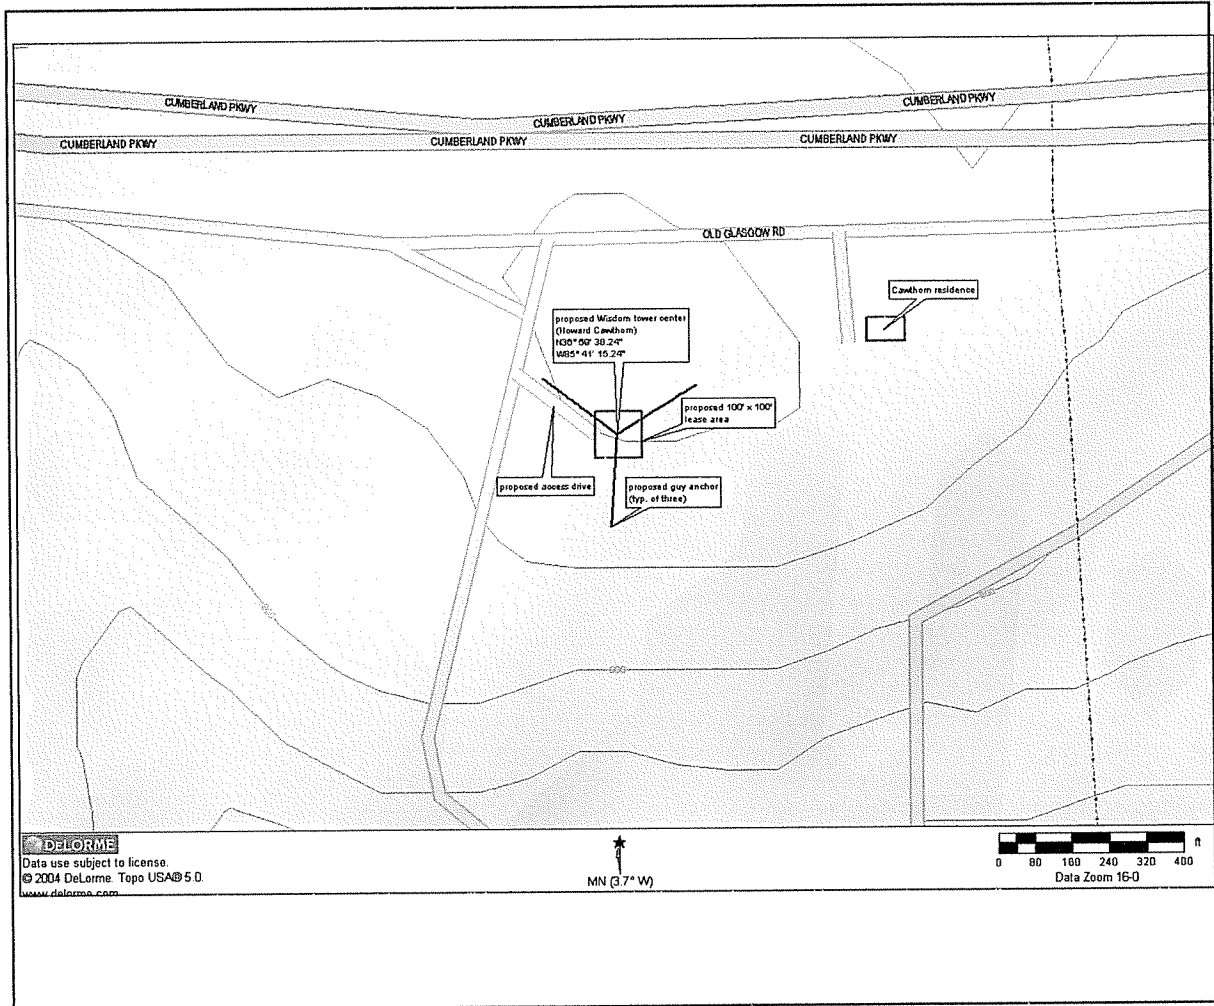 CUMBERLAND PKWY
CUMBERLAND PKWY
CUMBERLAND PKWY
CUMBERLAND PKWY
CUMBERLAND PKWY
CUMBERLAND PKWY
OLD GLASGOW RD
Cawthorn residence
proposed Wisdom tower center
(Howard Cawthorn)
38.24"
W85° 41' 15.24"
proposed 100' x 100'
lease area
proposed access drive
proposed guy anchor
(typ. of three)
DELORME
Data use subject to license.
© 2004 DeLorme. Topo USA® 5.0.
www.delorme.com
MN (3.7° W)
ft
0 80 160 240 320 400
Data Zoom 16-0